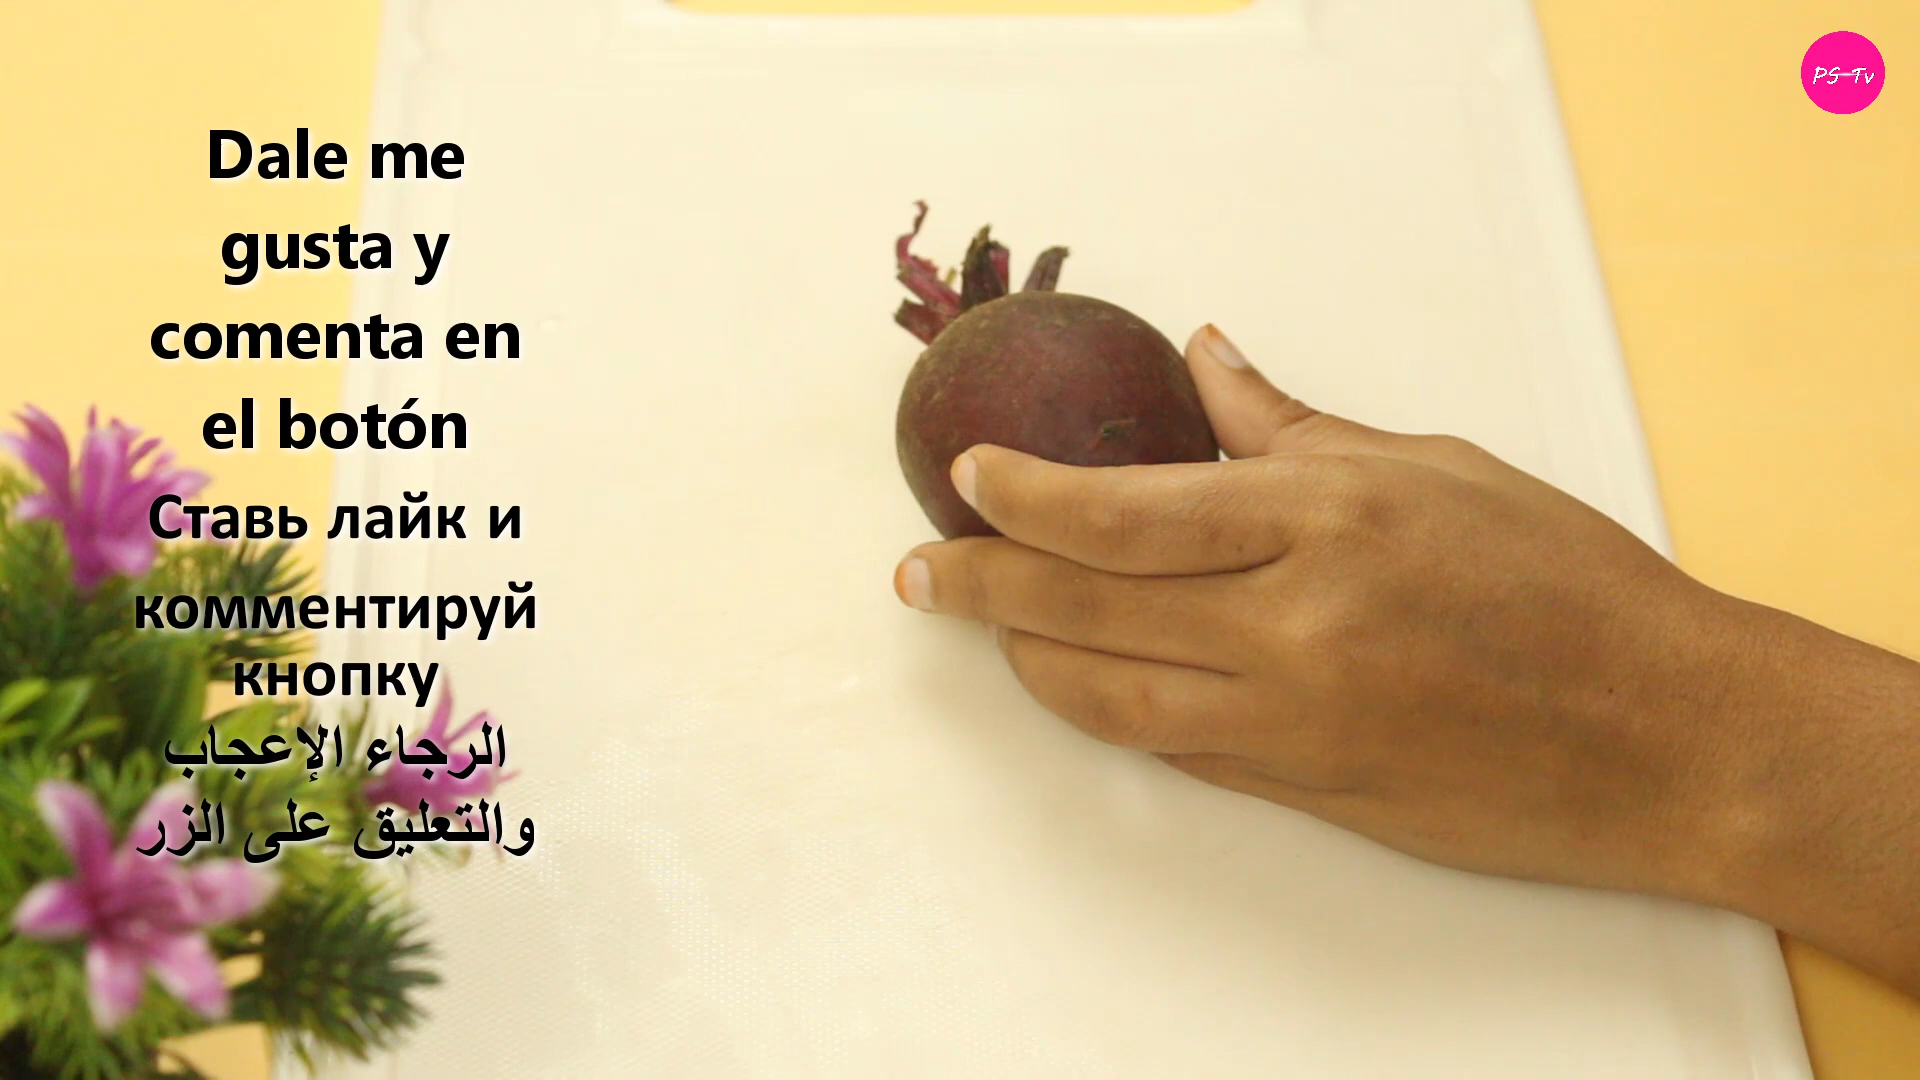 PS-Tv
Dale me
gusta y
comenta en
el botón
Ставь лайк и
комментируй
кнопку
الرجاء الإعجاب
والتعليق على الزر